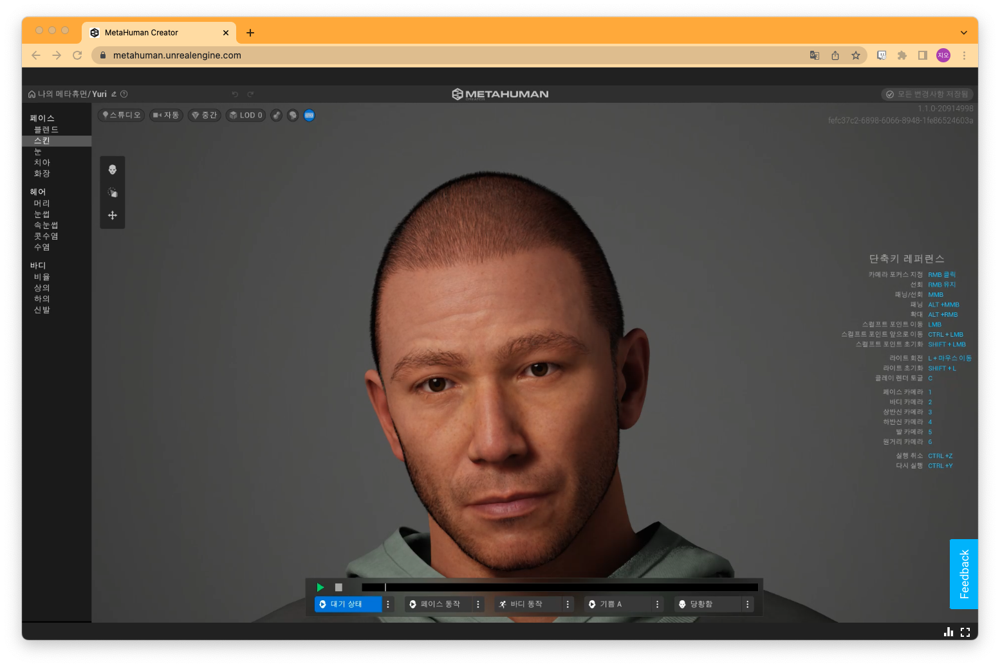 MetaHuman Creator
metahuman.unrealengine.com
지오
나의 메타휴먼/ Yuri
METAHUMAN
CREATOR
모든 변경사항 저장됨
1.1.0-20914998
fefc37c2-6898-6066-8948-1fe86524603a
스튜디오
자동
중간
LOD 0
페이스
블렌드
스킨
눈
치아
화장
헤어
머리
눈썹
속눈썹
콧수염
수염
바디
비율
상의
하의
신발
단축키 레퍼런스
카메라 포커스 지정 RMB 클릭
선회 RMB 유지
패닝/선회 MMB
패닝 ALT +MMB
확대 ALT +RMB
스컬프트 포인트 이동 LMB
스컬프트 포인트 앞으로 이동 CTRL + LMB
스컬프트 포인트 초기화 SHIFT + LMB
라이트 회전 L + 마우스 이동
라이트 초기화 SHIFT + L
클레이 렌더 토글 C
페이스 카메라 1
바디 카메라 2
상반신 카메라 3
하반신 카메라 4
발 카메라 5
원거리 카메라 6
실행 취소 CTRL +Z
다시 실행 CTRL +Y
Feedback
대기 상태
페이스 동작
바디 동작
기쁨 A
당황함